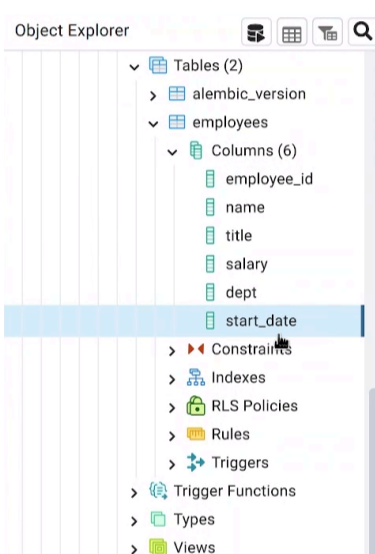 Object Explorer
Tables (2)
alembic_version
employees
Columns (6)
employee_id
name
title
salary
dept
start_date
Constraints
Indexes
RLS Policies
Rules
Triggers
Trigger Functions
Types
Views